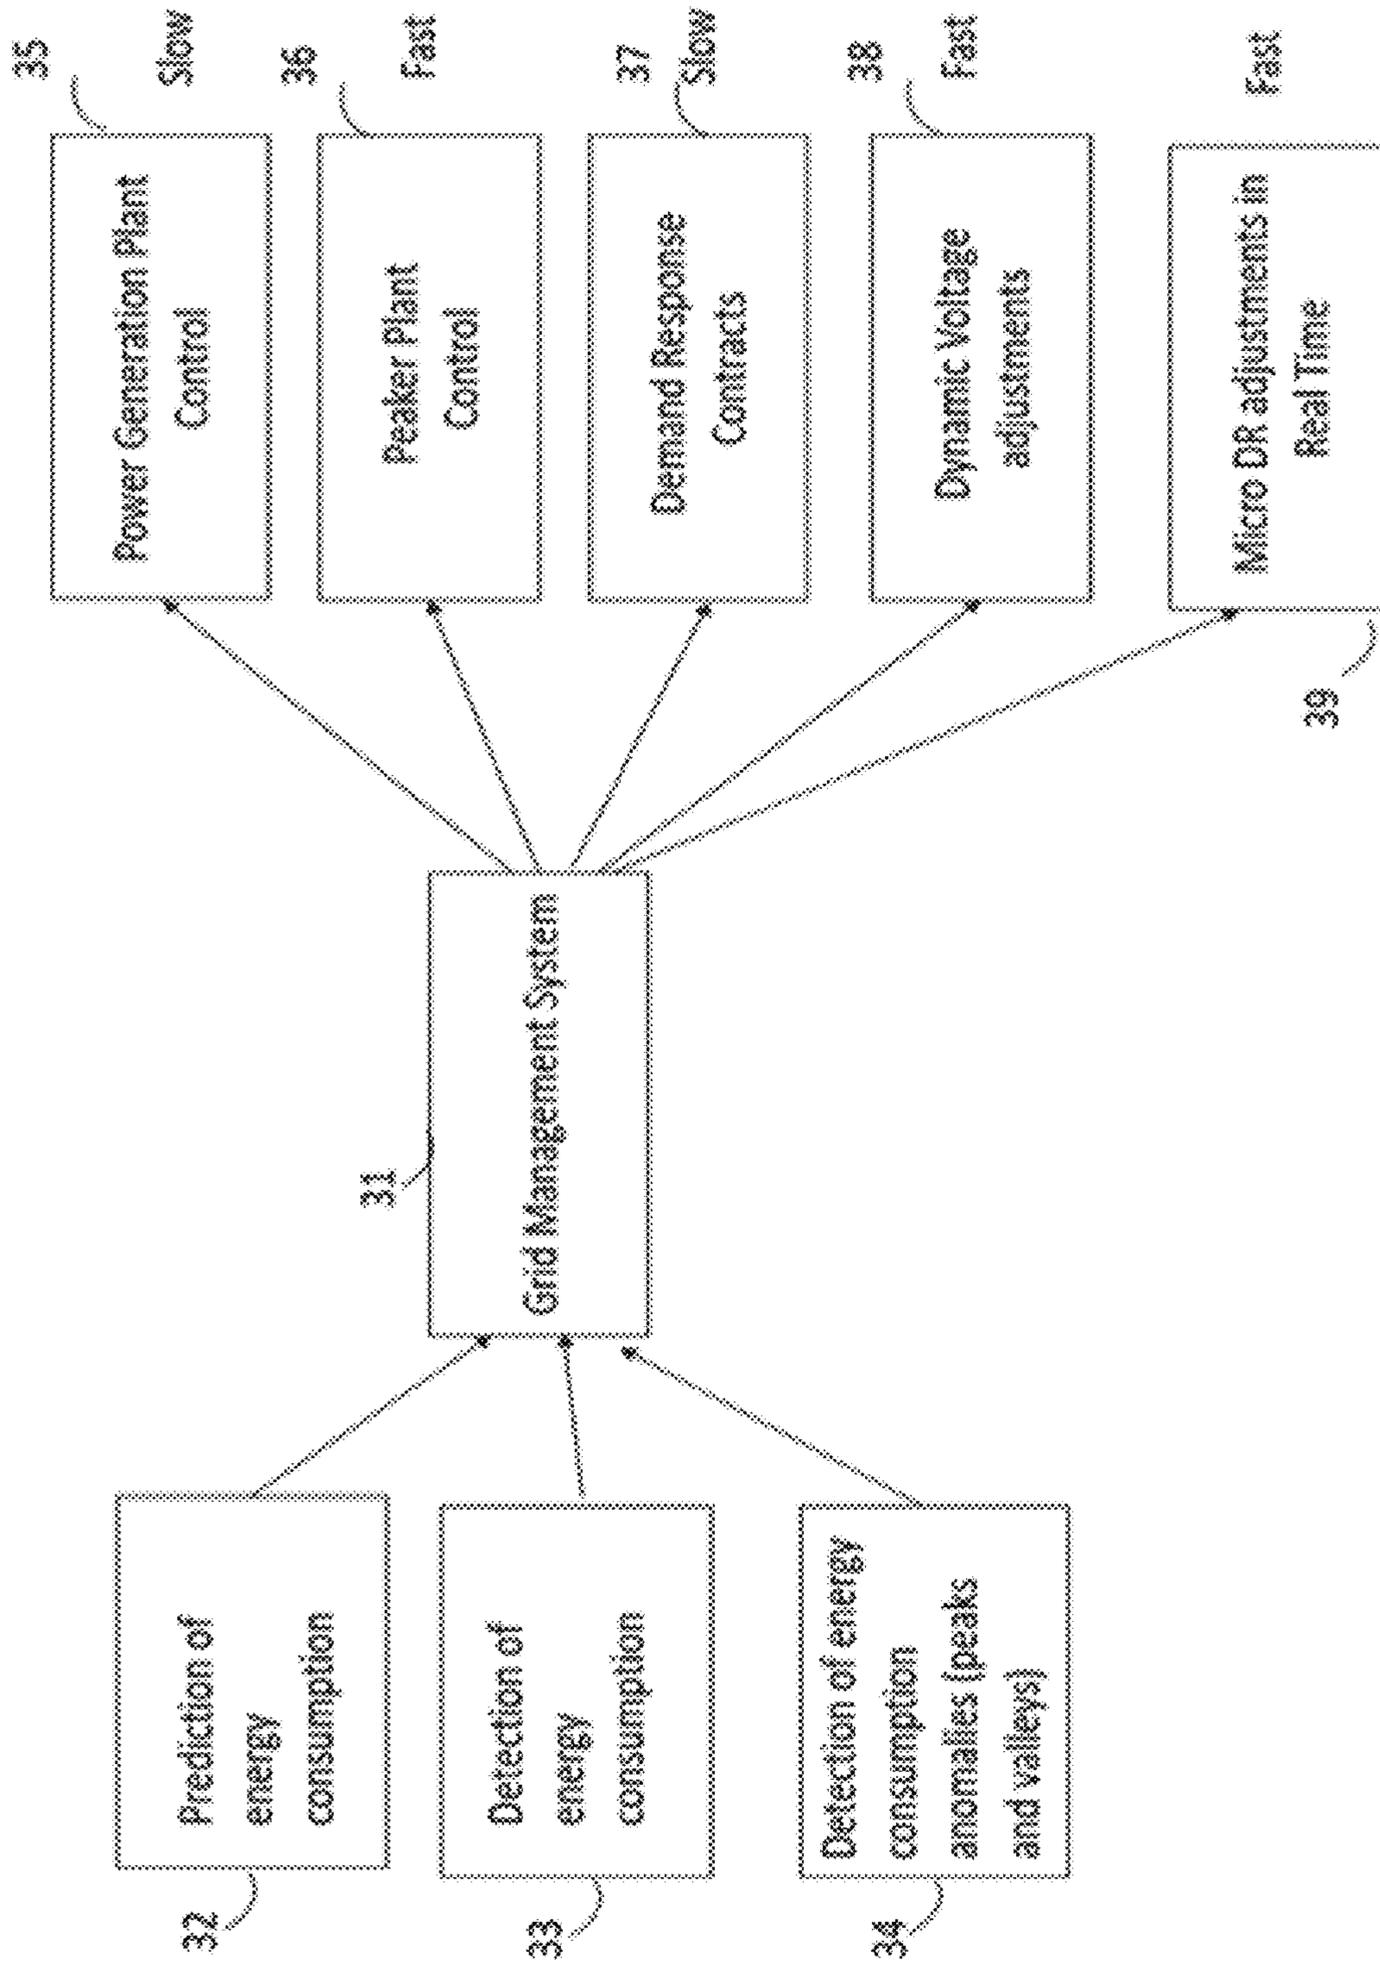 32
Prediction of
energy
consumption
33
Detection of
energy
consumption
34
Detection of energy
consumption
anomalies (peaks
and valleys)
31
Grid Management System
35
Power Generation Plant
Control
Slow
36
Peaker Plant
Control
Fast
37
Demand Response
Contracts
Slow
38
Dynamic Voltage
adjustments
Fast
39
Micro DR adjustments in
Real Time
Fast